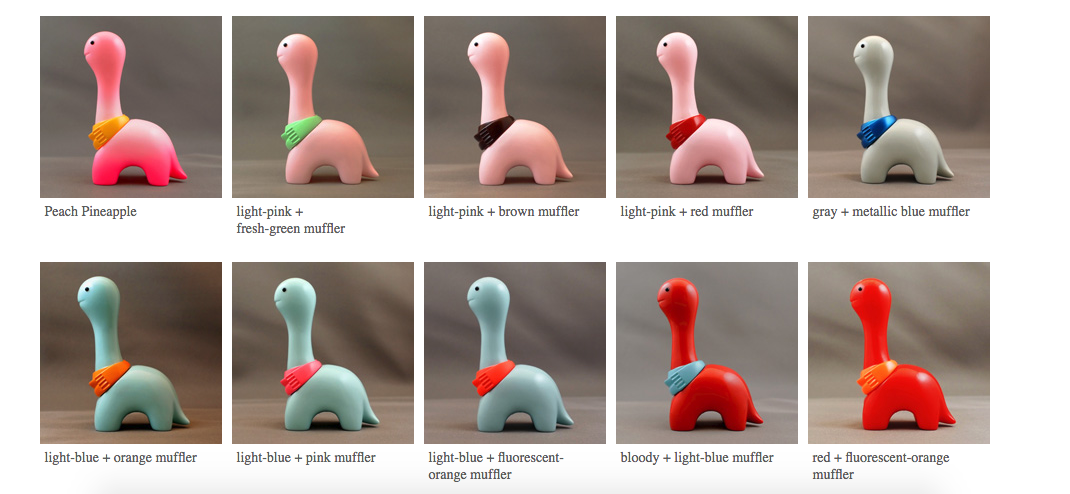 Peach Pineapple
light-pink +
fresh-green muffler
light-pink + brown muffler
light-pink + red muffler
gray + metallic blue muffler
light-blue + orange muffler
light-blue + pink muffler
light-blue + fluorescent-
orange muffler
bloody + light-blue muffler
red + fluorescent-orange
muffler